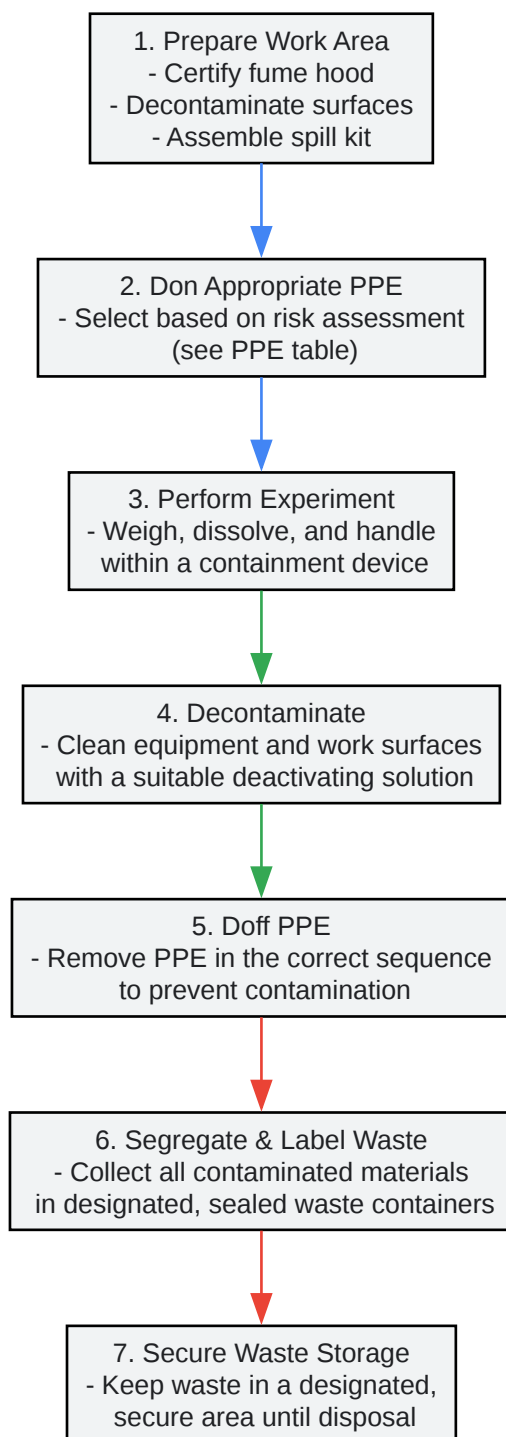 1. Prepare Work Area
- Certify fume hood
- Decontaminate surfaces
- Assemble spill kit
2. Don Appropriate PPE
- Select based on risk assessment
(see PPE table)
3. Perform Experiment
- Weigh, dissolve, and handle
within a containment device
4. Decontaminate
- Clean equipment and work surfaces
with a suitable deactivating solution
5. Doff PPE
- Remove PPE in the correct sequence
to prevent contamination
6. Segregate & Label Waste
- Collect all contaminated materials
in designated, sealed waste containers
7. Secure Waste Storage
- Keep waste in a designated,
secure area until disposal